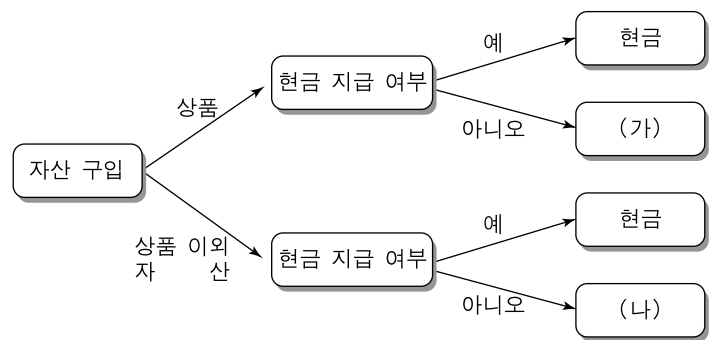 자산 구입
상품
현금 지급 여부
예
현금
아니오
(가)
상품 이외
자 산
현금 지급 여부
예
현금
아니오
(나)